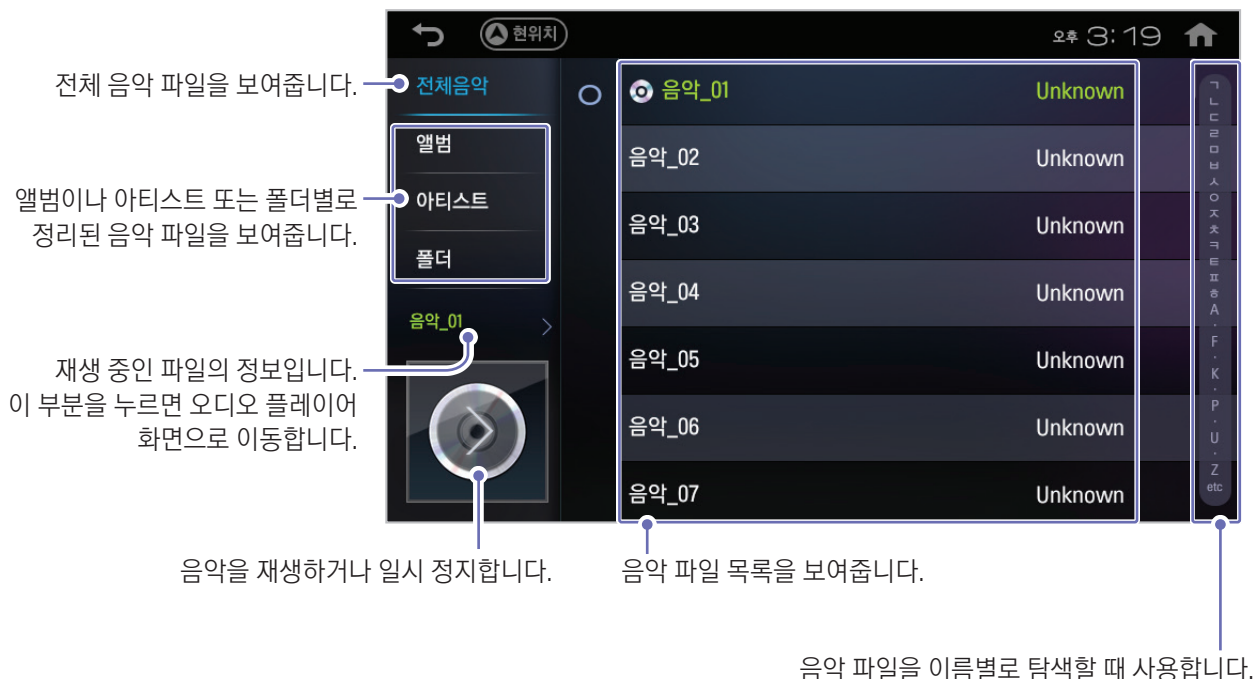 현위치
오후 3:19
전체 음악 파일을 보여줍니다.
전체음악
앨범
아티스트
폴더
앨범이나 아티스트 또는 폴더별로
정리된 음악 파일을 보여줍니다.
음악_01
재생 중인 파일의 정보입니다.
이 부분을 누르면 오디오 플레이어
화면으로 이동합니다.
음악_01 Unknown
음악_02 Unknown
음악_03 Unknown
음악_04 Unknown
음악_05 Unknown
음악_06 Unknown
음악_07 Unknown
ㄱ
ㄴ
ㄷ
ㄹ
ㅁ
ㅂ
ㅅ
ㅇ
ㅈ
ㅊ
ㅋ
ㅌ
ㅍ
ㅎ
A
·
F
·
K
·
P
·
U
·
Z
etc
음악을 재생하거나 일시 정지합니다.
음악 파일 목록을 보여줍니다.
음악 파일을 이름별로 탐색할 때 사용합니다.